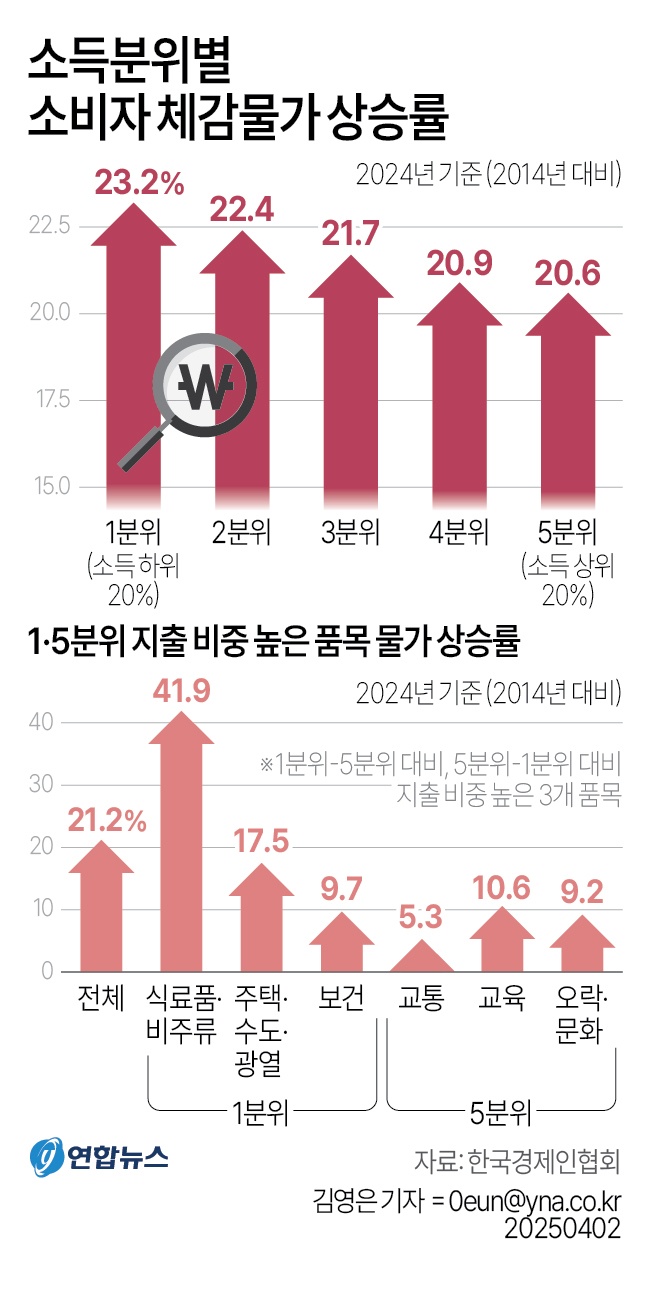 소득분위별
소비자 체감물가 상승률
2024년 기준 (2014년 대비)
23.2%
22.4
21.7
20.9
20.6
22.5
20.0
17.5
15.0
₩
1분위
(소득 하위
20%)
2분위
3분위
4분위
5분위
(소득 상위
20%)
1·5분위 지출 비중 높은 품목 물가 상승률
2024년 기준 (2014년 대비)
※1분위-5분위 대비, 5분위-1분위 대비
지출 비중 높은 3개 품목
40
30
20
10
0
21.2%
41.9
17.5
9.7
5.3
10.6
9.2
전체
식료품·
비주류
주택·
수도·
광열
보건
교통
교육
오락·
문화
1분위
5분위
연합뉴스
자료: 한국경제인협회
김영은 기자 = 0eun@yna.co.kr
20250402